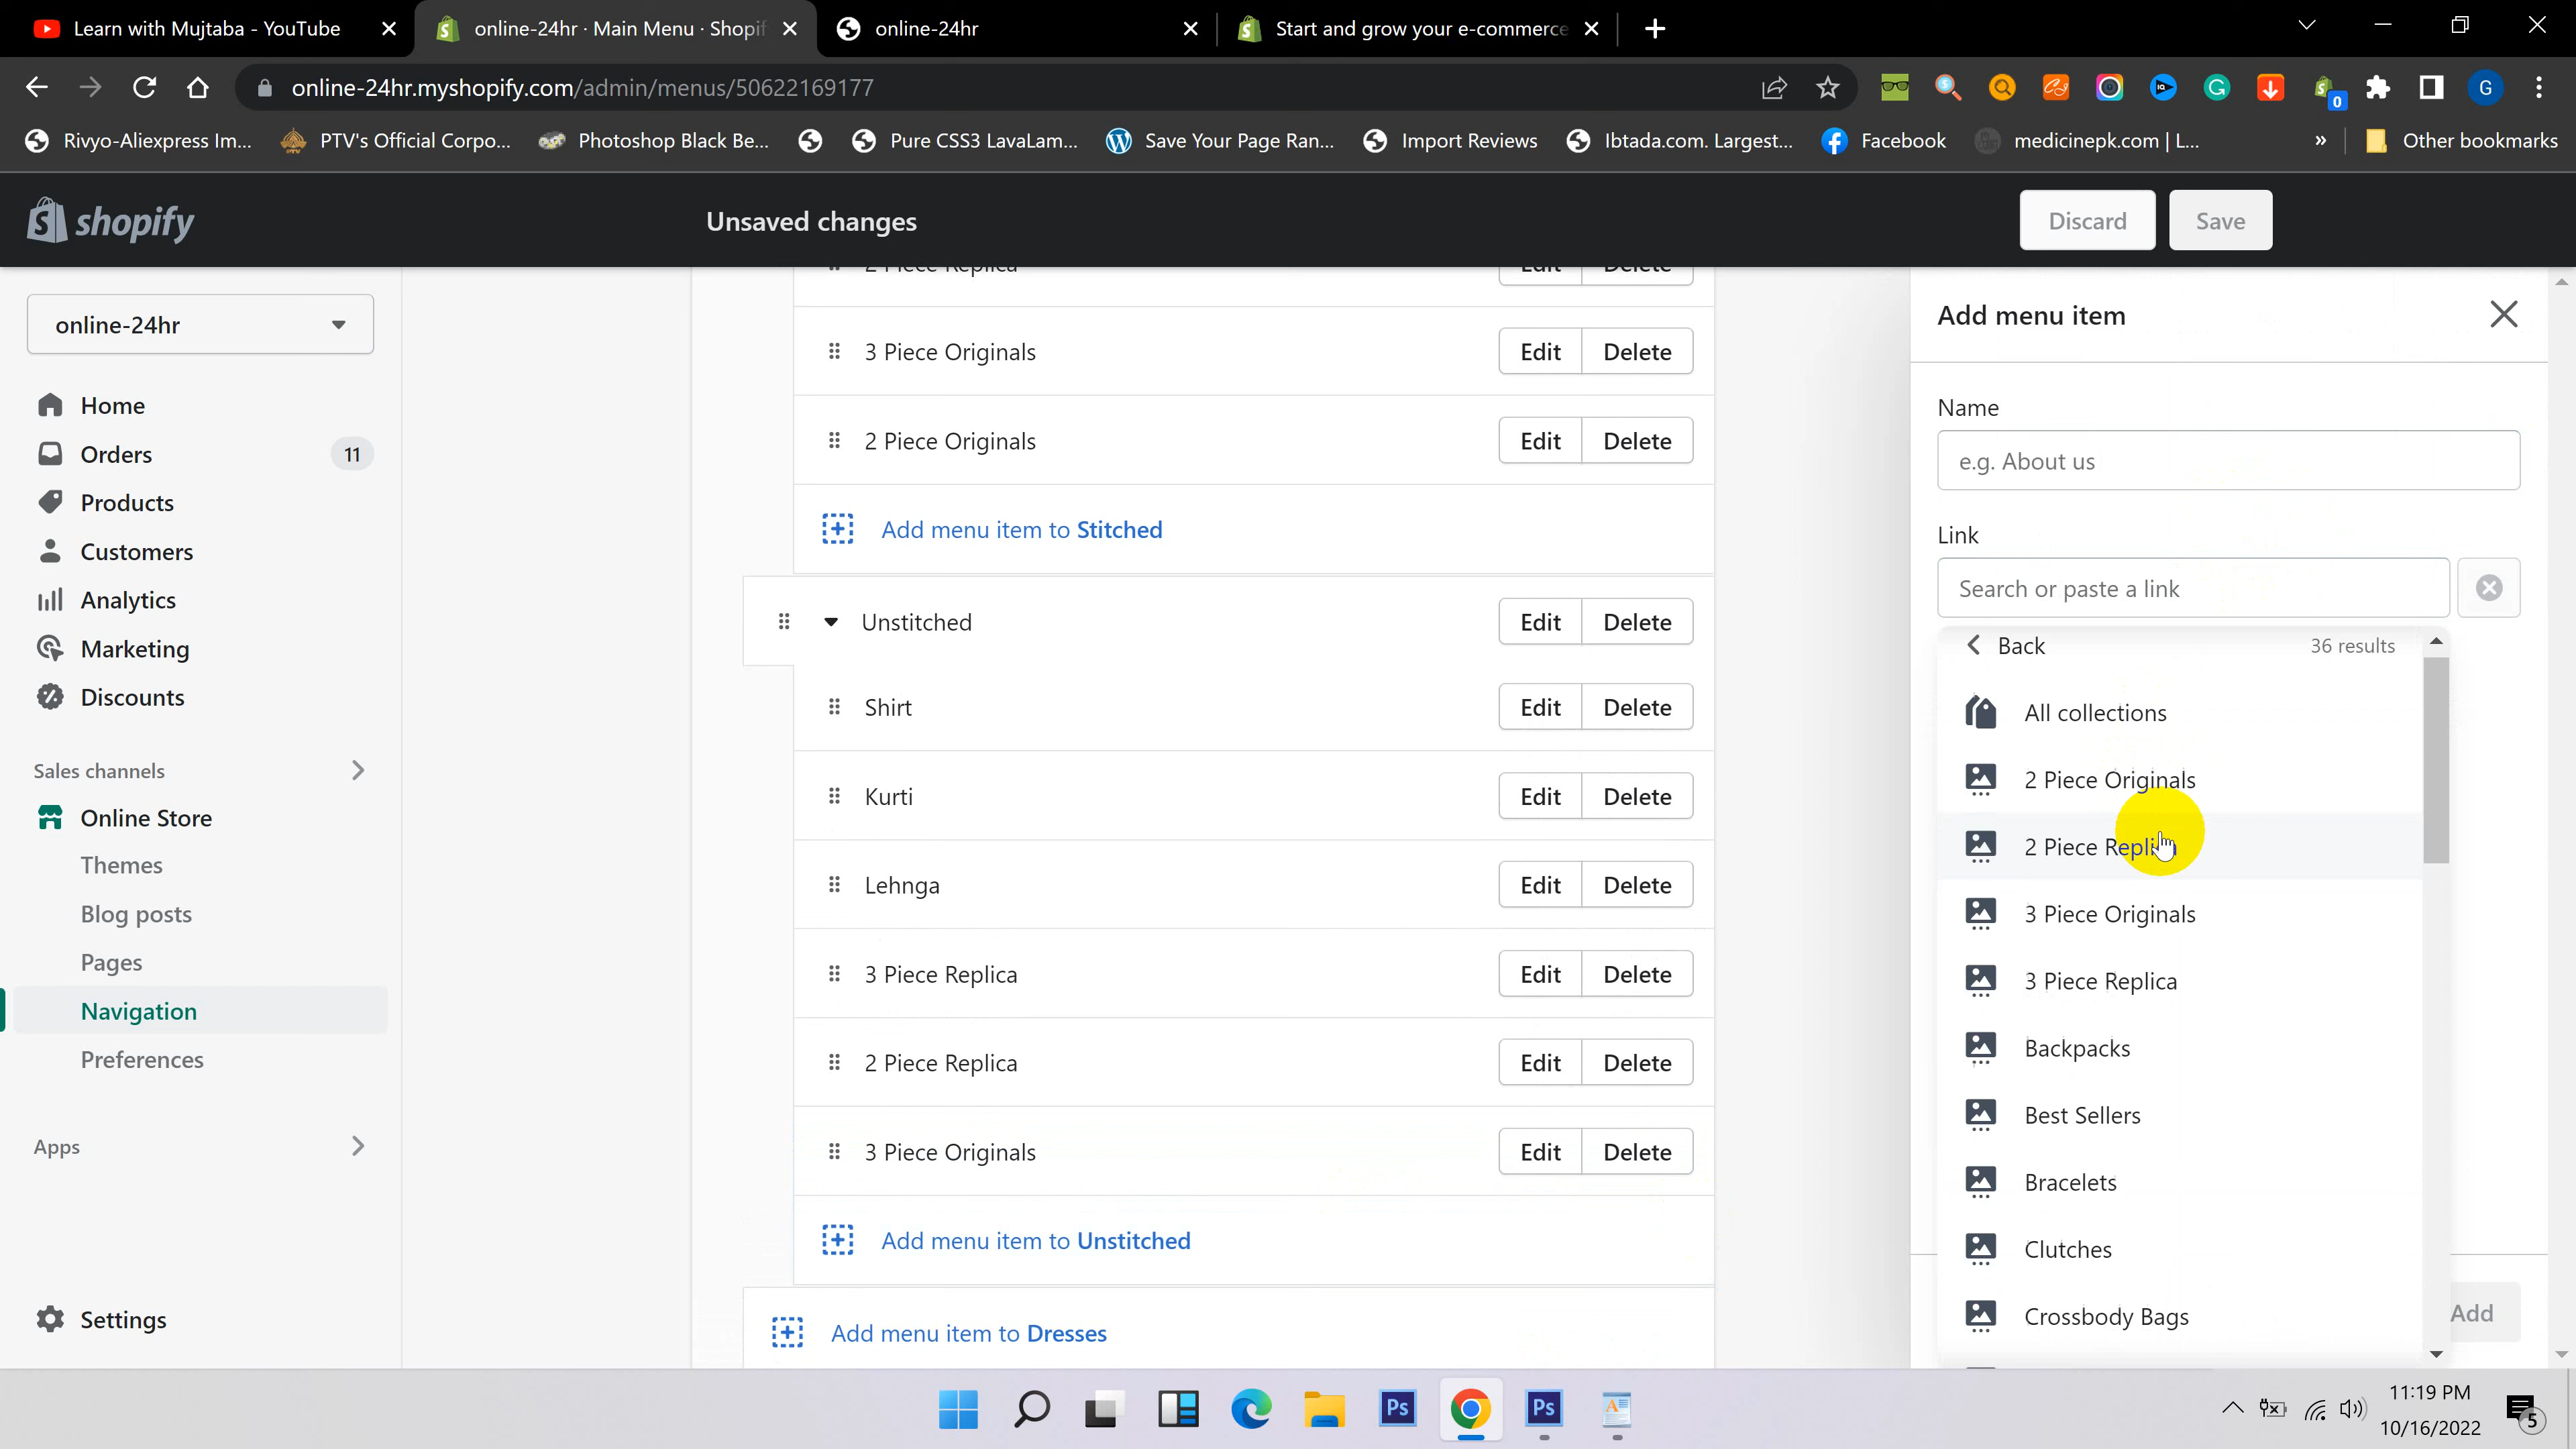 Learn with Mujtaba - YouTube
online-24hr · Main Menu · Shopif
online-24hr
Start and grow your e-commerce
online-24hr.myshopify.com/admin/menus/50622169177
G
0
Rivyo-Aliexpress Im...
PTV's Official Corpo...
Photoshop Black Be...
Pure CSS3 LavaLam...
Save Your Page Ran...
Import Reviews
Ibtada.com. Largest...
Facebook
medicinepk.com | L...
»
Other bookmarks
shopify
Unsaved changes
Discard
Save
online-24hr
Home
Orders
11
Products
Customers
Analytics
Marketing
Discounts
Sales channels
Online Store
Themes
Blog posts
Pages
Navigation
Preferences
Apps
Settings
2 Piece Replica
Edit
Delete
3 Piece Originals
Edit
Delete
2 Piece Originals
Edit
Delete
Add menu item to Stitched
Unstitched
Edit
Delete
Shirt
Edit
Delete
Kurti
Edit
Delete
Lehnga
Edit
Delete
3 Piece Replica
Edit
Delete
2 Piece Replica
Edit
Delete
3 Piece Originals
Edit
Delete
Add menu item to Unstitched
Add menu item to Dresses
Add menu item
Name
e.g. About us
Link
Search or paste a link
Back
36 results
All collections
2 Piece Originals
2 Piece Replica
3 Piece Originals
3 Piece Replica
Backpacks
Best Sellers
Bracelets
Clutches
Crossbody Bags
Add
Ps
Ps
11:19 PM
10/16/2022
5